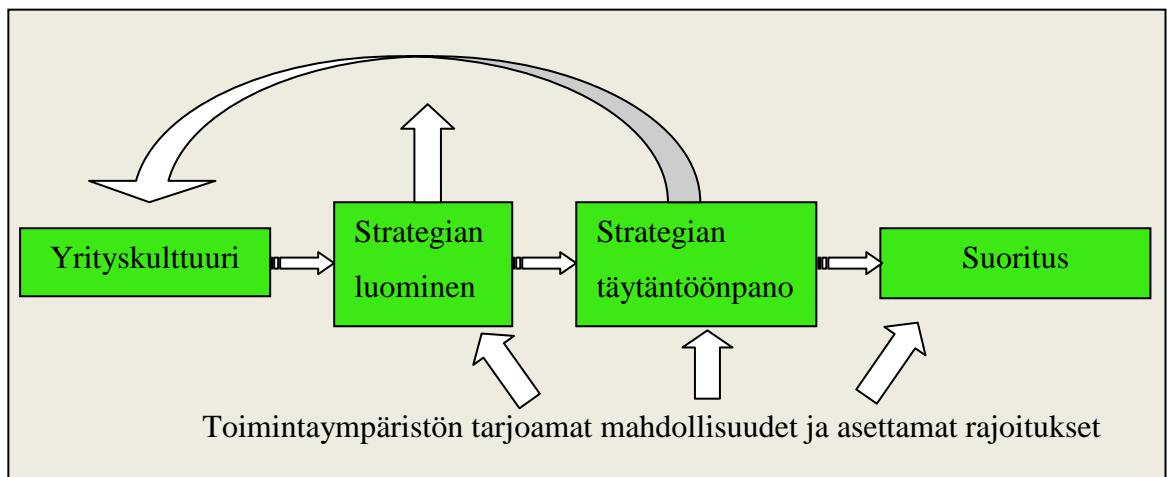 Yrityskulttuuri
Strategian
luominen
Strategian
täytäntöönpano
Suoritus
Toimintaympäristön tarjoamat mahdollisuudet ja asettamat rajoitukset